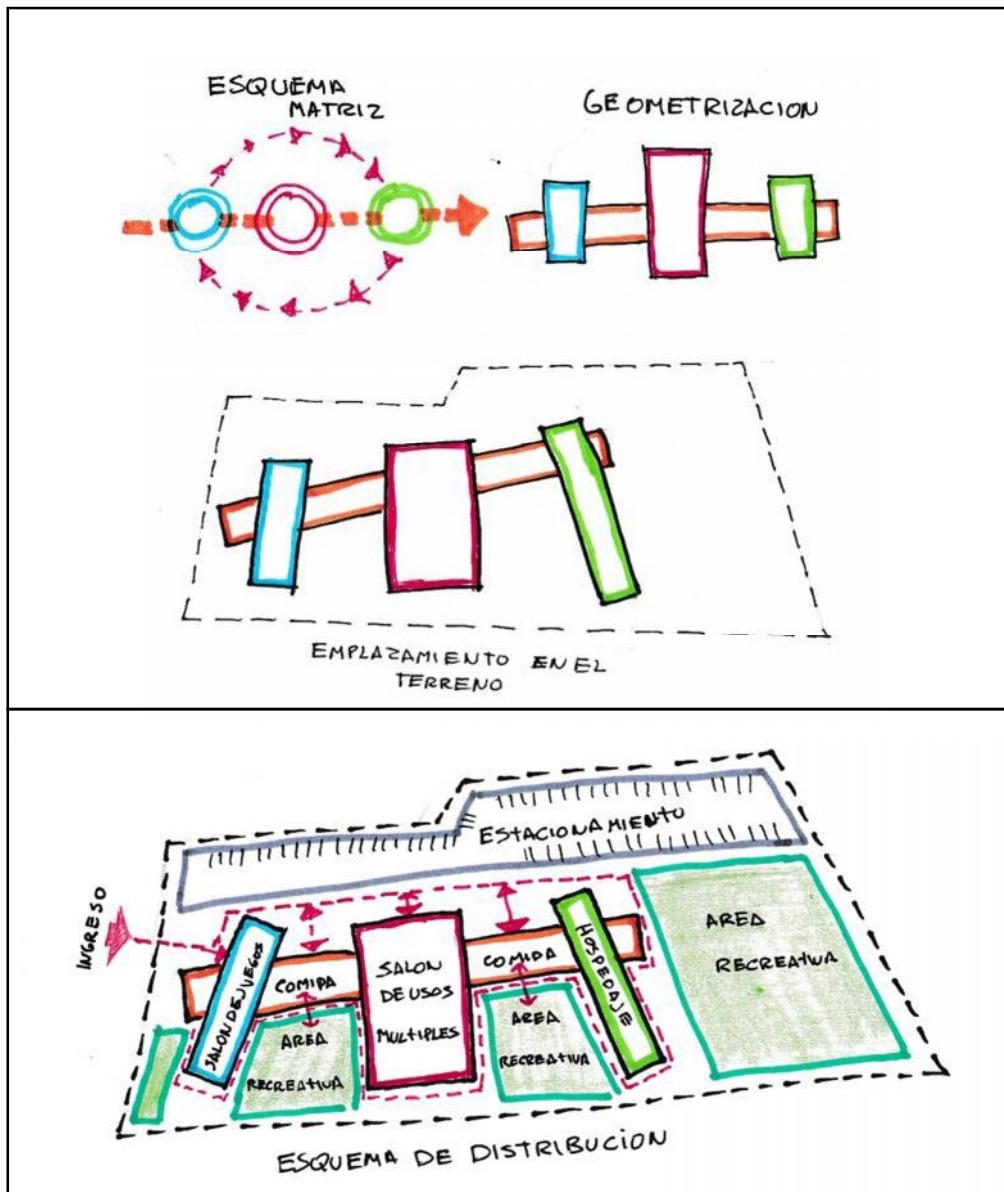 ESQUEMA
MATRIZ
GEOMETRIZACION
EMPLAZAMIENTO EN EL
TERRENO
ESTACIONAMIENTO
INGRESO
SALON DE JUEGOS
COMIDA
SALON
DE USOS
MULTIPLES
COMIDA
HOSPEDAJE
AREA
RECREATIVA
AREA
RECREATIVA
AREA
RECREATIVA
ESQUEMA DE DISTRIBUCION